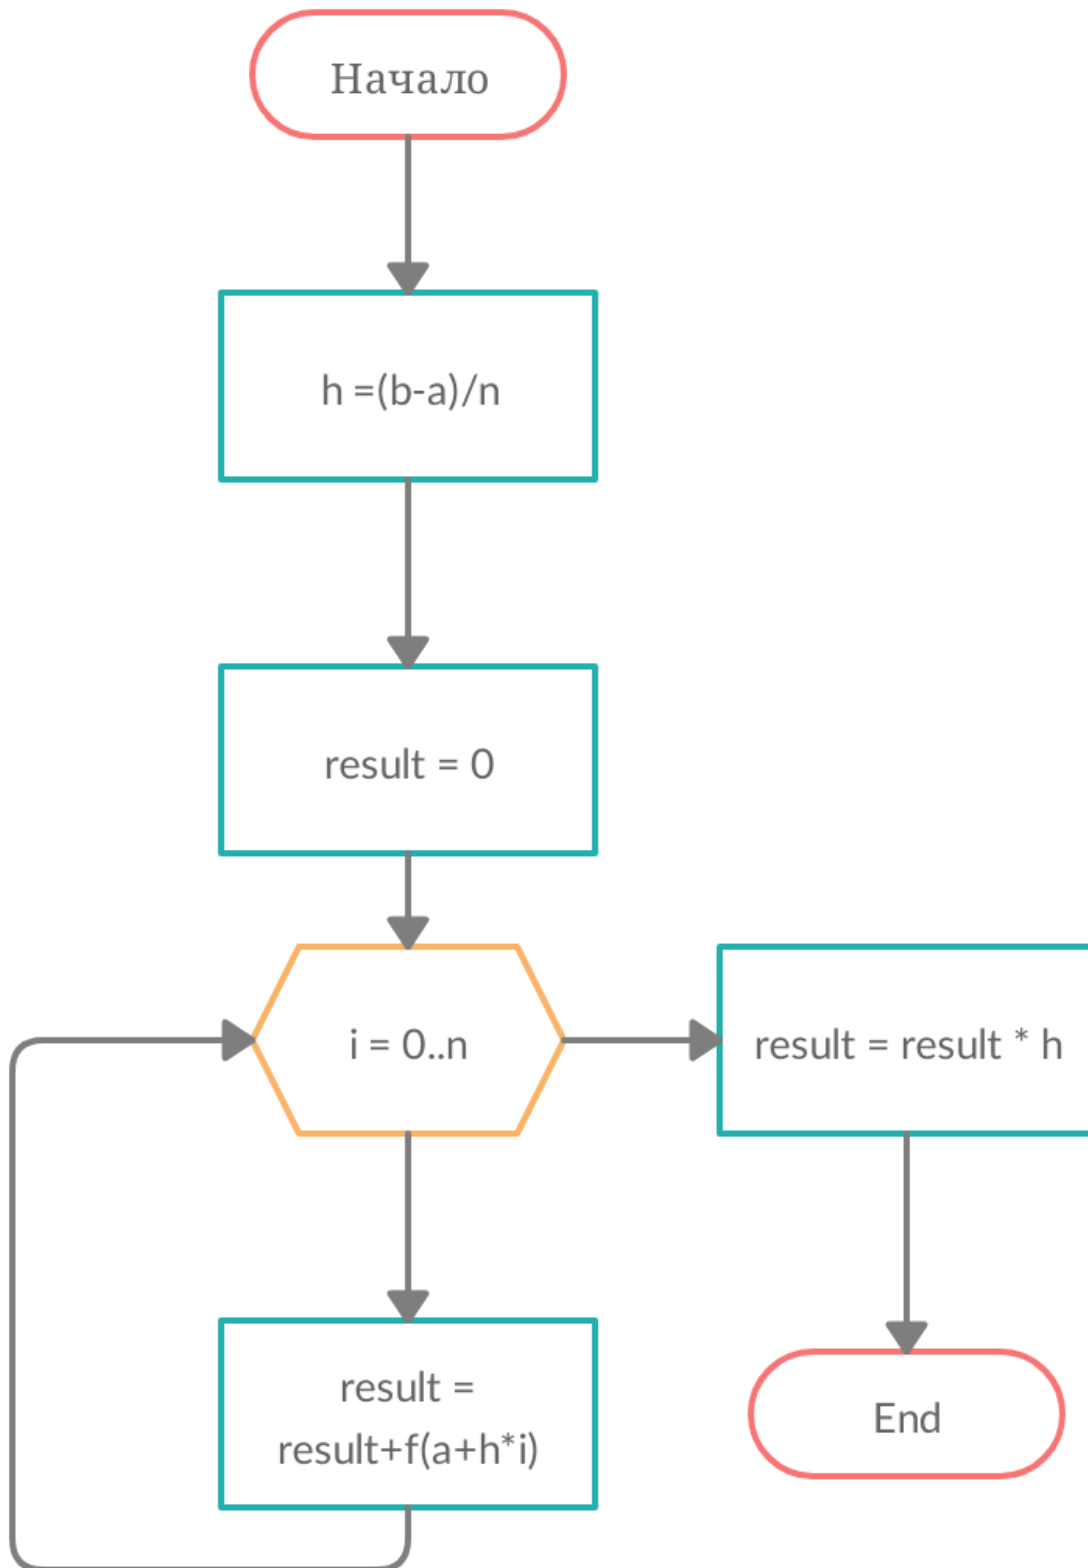 Начало
h =(b-a)/n
result = 0
i = 0..n
result = result * h
result =
result+f(a+h*i)
End